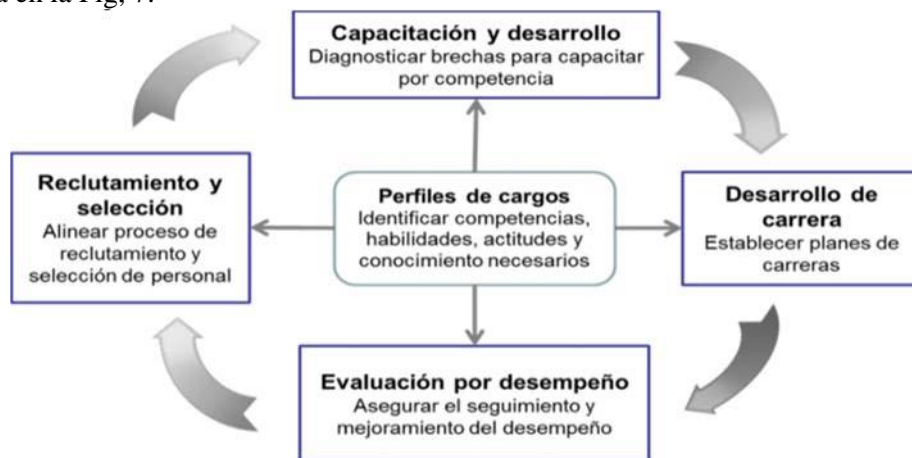 en la Fig, 7.
Capacitación y desarrollo
Diagnosticar brechas para capacitar
por competencia
Reclutamiento y
selección
Alinear proceso de
reclutamiento y
selección de personal
Perfiles de cargos
Identificar competencias,
habilidades, actitudes y
conocimiento necesarios
Desarrollo de
carrera
Establecer planes de
carreras
Evaluación por desempeño
Asegurar el seguimiento y
mejoramiento del desempeño